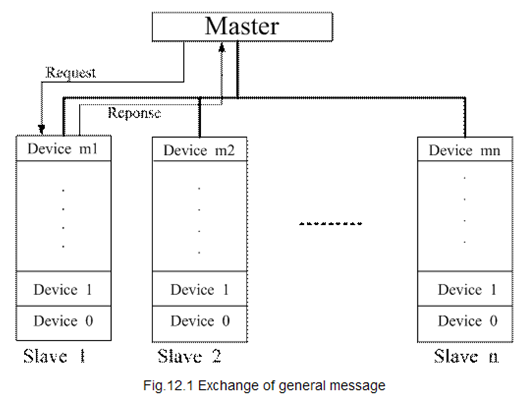 Master
Request
Reponse
Device m1
Device m2
Device mn
Device 1
Device 1
Device 1
Device 0
Device 0
Device 0
Slave 1
Slave 2
Slave n
Fig.12.1 Exchange of general message